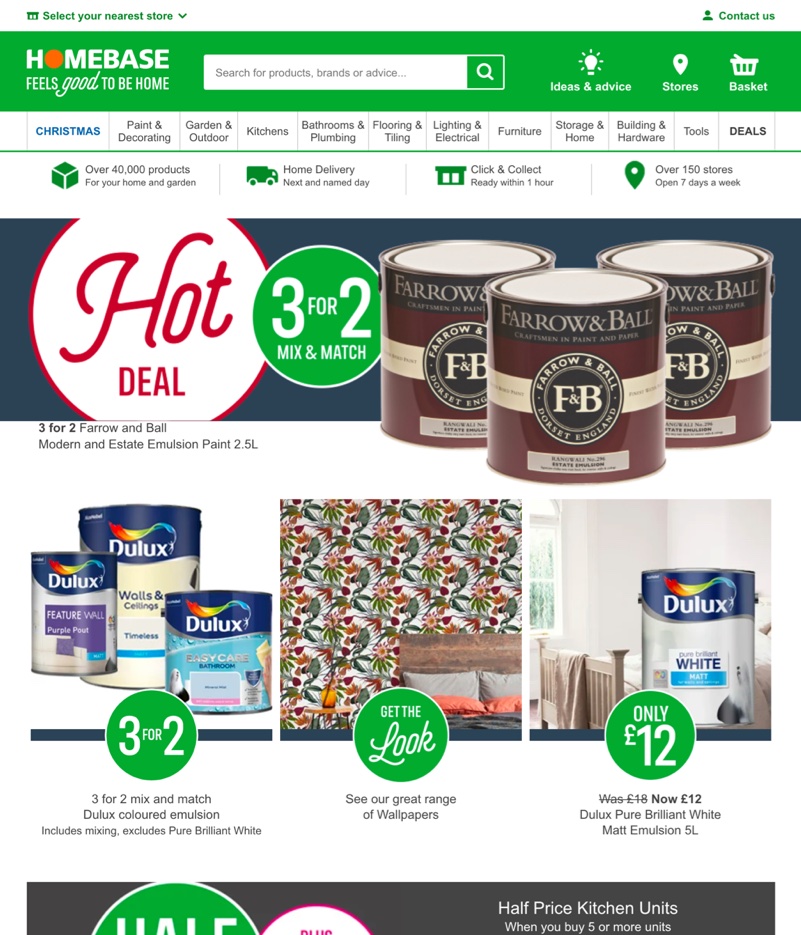 Select your nearest store
Contact us
HOMEBASE
FEELS good TO BE HOME
Search for products, brands or advice...
Ideas & advice
Stores
Basket
CHRISTMAS
Paint &
Decorating
Garden &
Outdoor
Kitchens
Bathrooms &
Plumbing
Flooring &
Tiling
Lighting &
Electrical
Furniture
Storage &
Home
Building &
Hardware
Tools
DEALS
Over 40,000 products
For your home and garden
Home Delivery
Next and named day
Click & Collect
Ready within 1 hour
Over 150 stores
Open 7 days a week
Hot
DEAL
3 FOR 2
MIX & MATCH
FARROW & BALL
CRAFTSMEN IN PAINT AND PAPER
FARROW & BALL
F&B
DORSET ENGLAND
RANGWALI No.296
ESTATE EMULSION
3 for 2 Farrow and Ball
Modern and Estate Emulsion Paint 2.5L
Dulux
Walls &
Ceilings
Timeless
Dulux
FEATURE WALL
Purple Pout
MATT
Dulux
EASYCARE
BATHROOM
3 FOR 2
GET THE
Look
Dulux
pure brilliant
WHITE
MATT
ONLY
£12
3 for 2 mix and match
Dulux coloured emulsion
Includes mixing, excludes Pure Brilliant White
See our great range
of Wallpapers
Was £18 Now £12
Dulux Pure Brilliant White
Matt Emulsion 5L
HALF
PLUS
Half Price Kitchen Units
When you buy 5 or more units